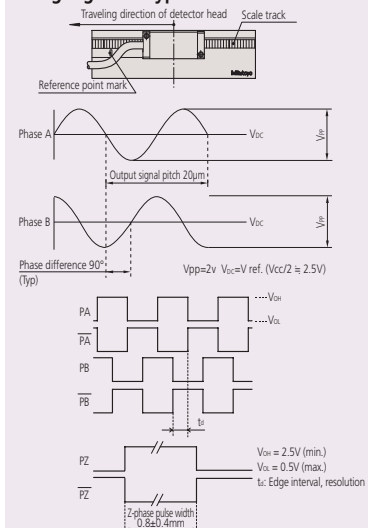 Traveling direction of detector head
Scale track
Mitutoyo
Reference point mark
Phase A
VDC
VPP
Output signal pitch 20µm
Phase B
VDC
VPP
Phase difference 90°
(Typ)
Vpp=2v VDC=V ref. (Vcc/2 ≒ 2.5V)
PA
VOH
PA
VOL
PB
PB
td
PZ
PZ
VOH = 2.5V (min.)
VOL = 0.5V (max.)
td: Edge interval, resolution
Z-phase pulse width
0.8±0.4mm